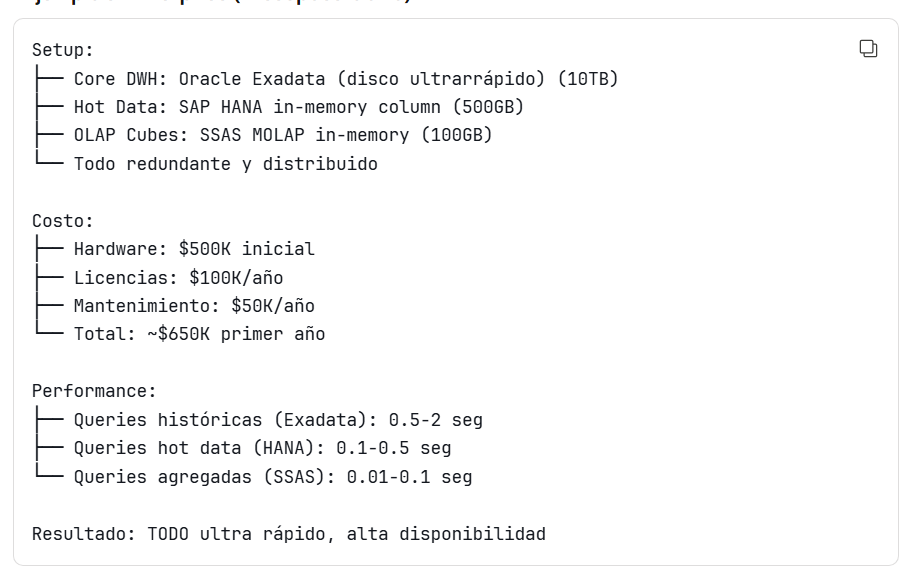 Setup:
├── Core DWH: Oracle Exadata (disco ultrarrápido) (10TB)
├── Hot Data: SAP HANA in-memory column (500GB)
├── OLAP Cubes: SSAS MOLAP in-memory (100GB)
└── Todo redundante y distribuido
Costo:
├── Hardware: $500K inicial
├── Licencias: $100K/año
├── Mantenimiento: $50K/año
└── Total: ~$650K primer año
Performance:
├── Queries históricas (Exadata): 0.5-2 seg
├── Queries hot data (HANA): 0.1-0.5 seg
└── Queries agregadas (SSAS): 0.01-0.1 seg
Resultado: TODO ultra rápido, alta disponibilidad